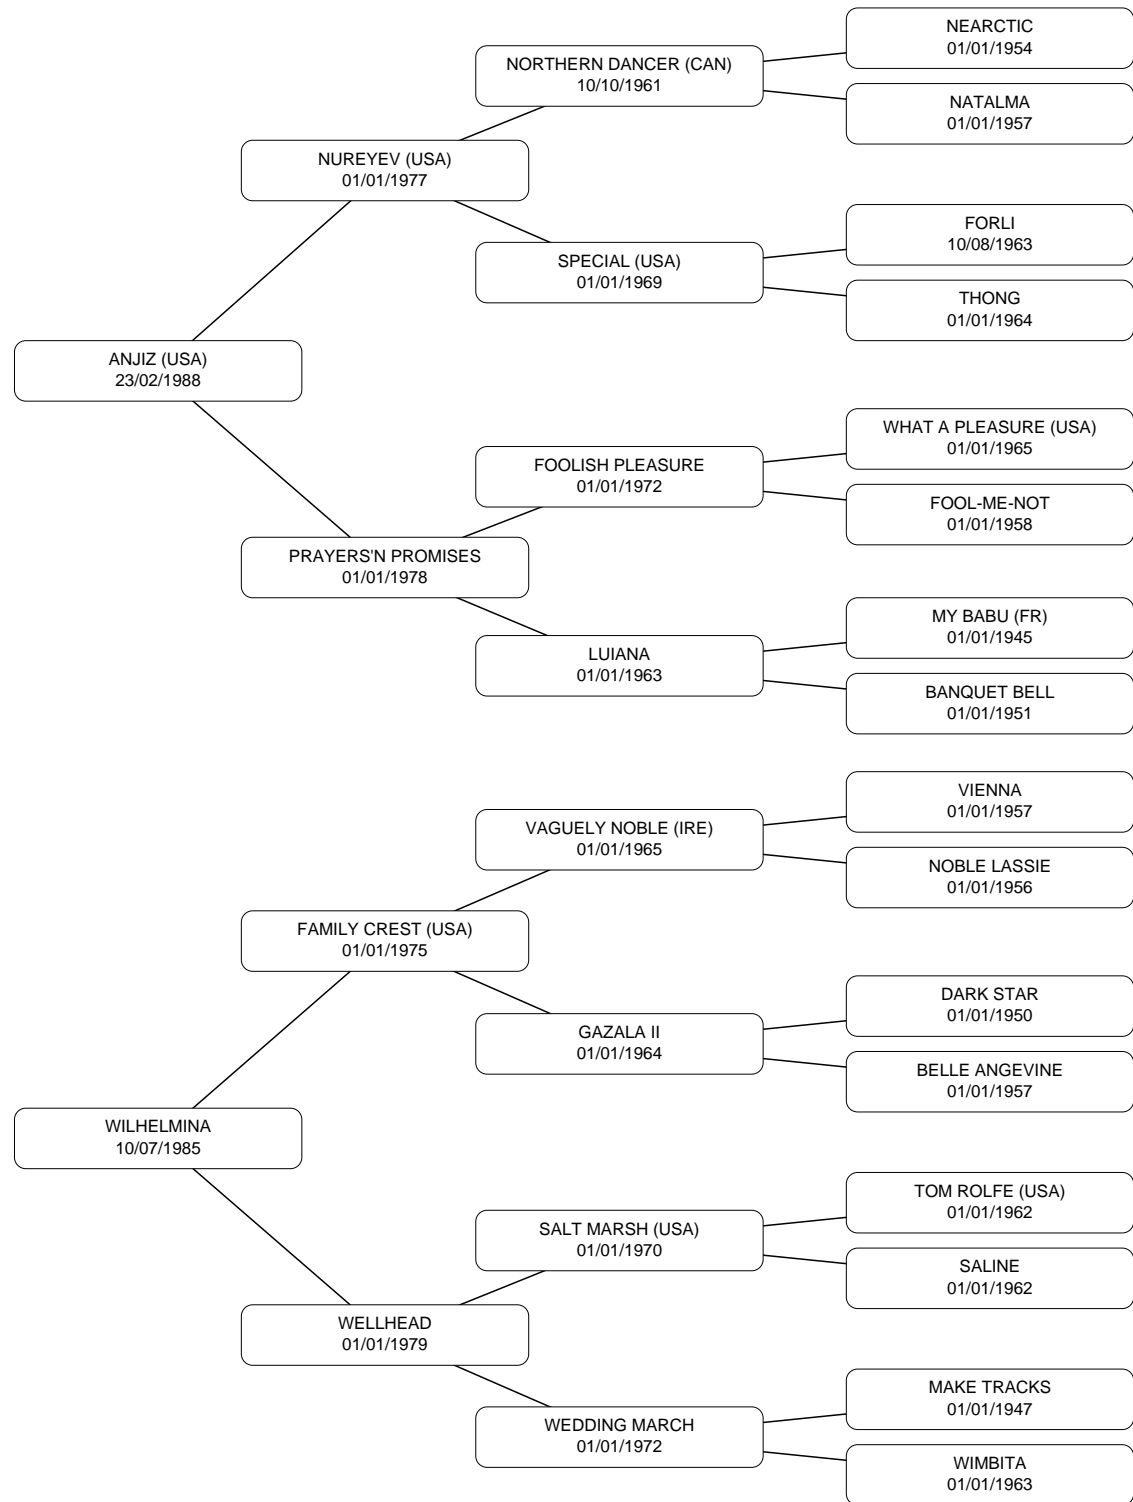 NEARCTIC
01/01/1954
NORTHERN DANCER (CAN)
10/10/1961
NATALMA
01/01/1957
NUREYEV (USA)
01/01/1977
FORLI
10/08/1963
SPECIAL (USA)
01/01/1969
THONG
01/01/1964
ANJIZ (USA)
23/02/1988
WHAT A PLEASURE (USA)
01/01/1965
FOOLISH PLEASURE
01/01/1972
FOOL-ME-NOT
01/01/1958
PRAYERS'N PROMISES
01/01/1978
MY BABU (FR)
01/01/1945
LUIANA
01/01/1963
BANQUET BELL
01/01/1951
VIENNA
01/01/1957
VAGUELY NOBLE (IRE)
01/01/1965
NOBLE LASSIE
01/01/1956
FAMILY CREST (USA)
01/01/1975
DARK STAR
01/01/1950
GAZALA II
01/01/1964
BELLE ANGEVINE
01/01/1957
WILHELMINA
10/07/1985
TOM ROLFE (USA)
01/01/1962
SALT MARSH (USA)
01/01/1970
SALINE
01/01/1962
WELLHEAD
01/01/1979
MAKE TRACKS
01/01/1947
WEDDING MARCH
01/01/1972
WIMBITA
01/01/1963